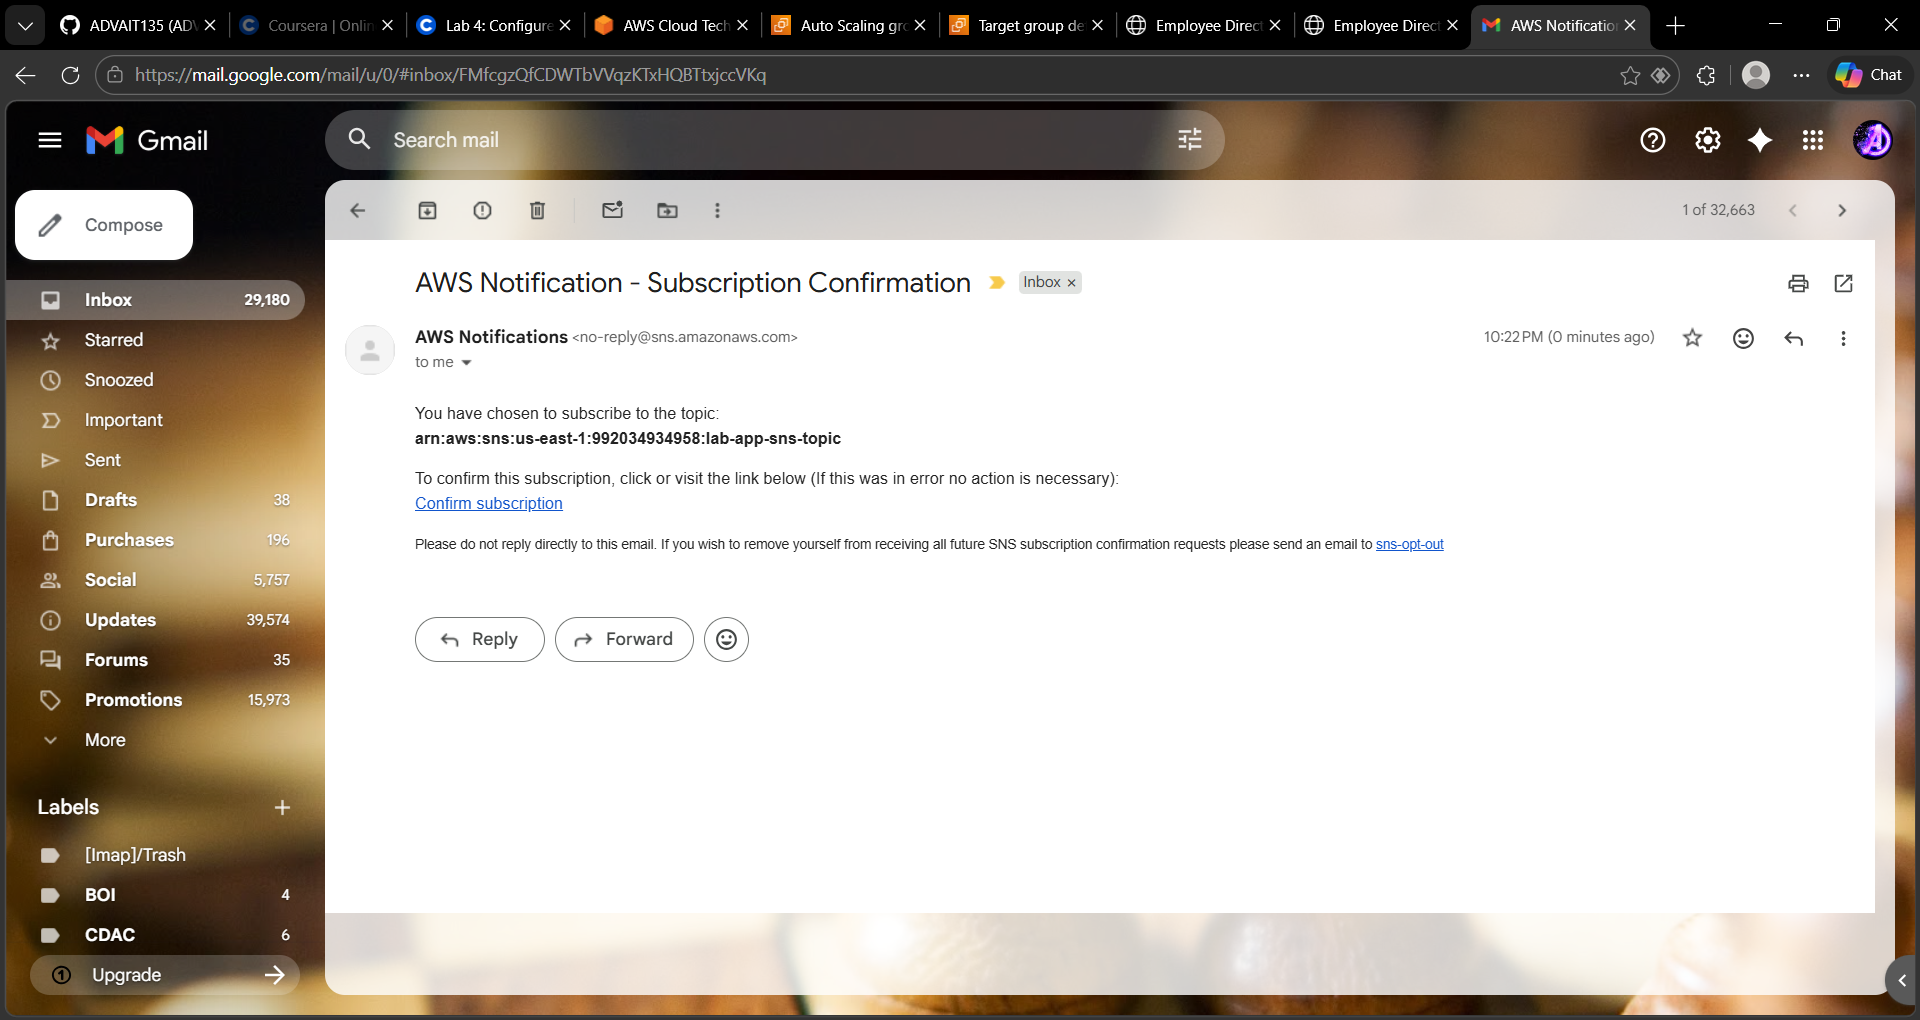 ADVAIT135 (ADV
Coursera | Onlin
Lab 4: Configure
AWS Cloud Tech
Auto Scaling gro
Target group de
Employee Direct
Employee Direct
AWS Notification
https://mail.google.com/mail/u/0/#inbox/FMfcgzQfCDWTbVVqzKTxHQBTtxjccVKq
Chat
Gmail
Search mail
Compose
1 of 32,663
Inbox 29,180
Starred
Snoozed
Important
Sent
Drafts 38
Purchases 196
Social 5,757
Updates 39,574
Forums 35
Promotions 15,973
More
Labels
[Imap]/Trash
BOI 4
CDAC 6
Upgrade
AWS Notification - Subscription Confirmation
Inbox ×
AWS Notifications <no-reply@sns.amazonaws.com>
10:22 PM (0 minutes ago)
to me
You have chosen to subscribe to the topic:
arn:aws:sns:us-east-1:992034934958:lab-app-sns-topic
To confirm this subscription, click or visit the link below (If this was in error no action is necessary):
Confirm subscription
Please do not reply directly to this email. If you wish to remove yourself from receiving all future SNS subscription confirmation requests please send an email to sns-opt-out
Reply
Forward